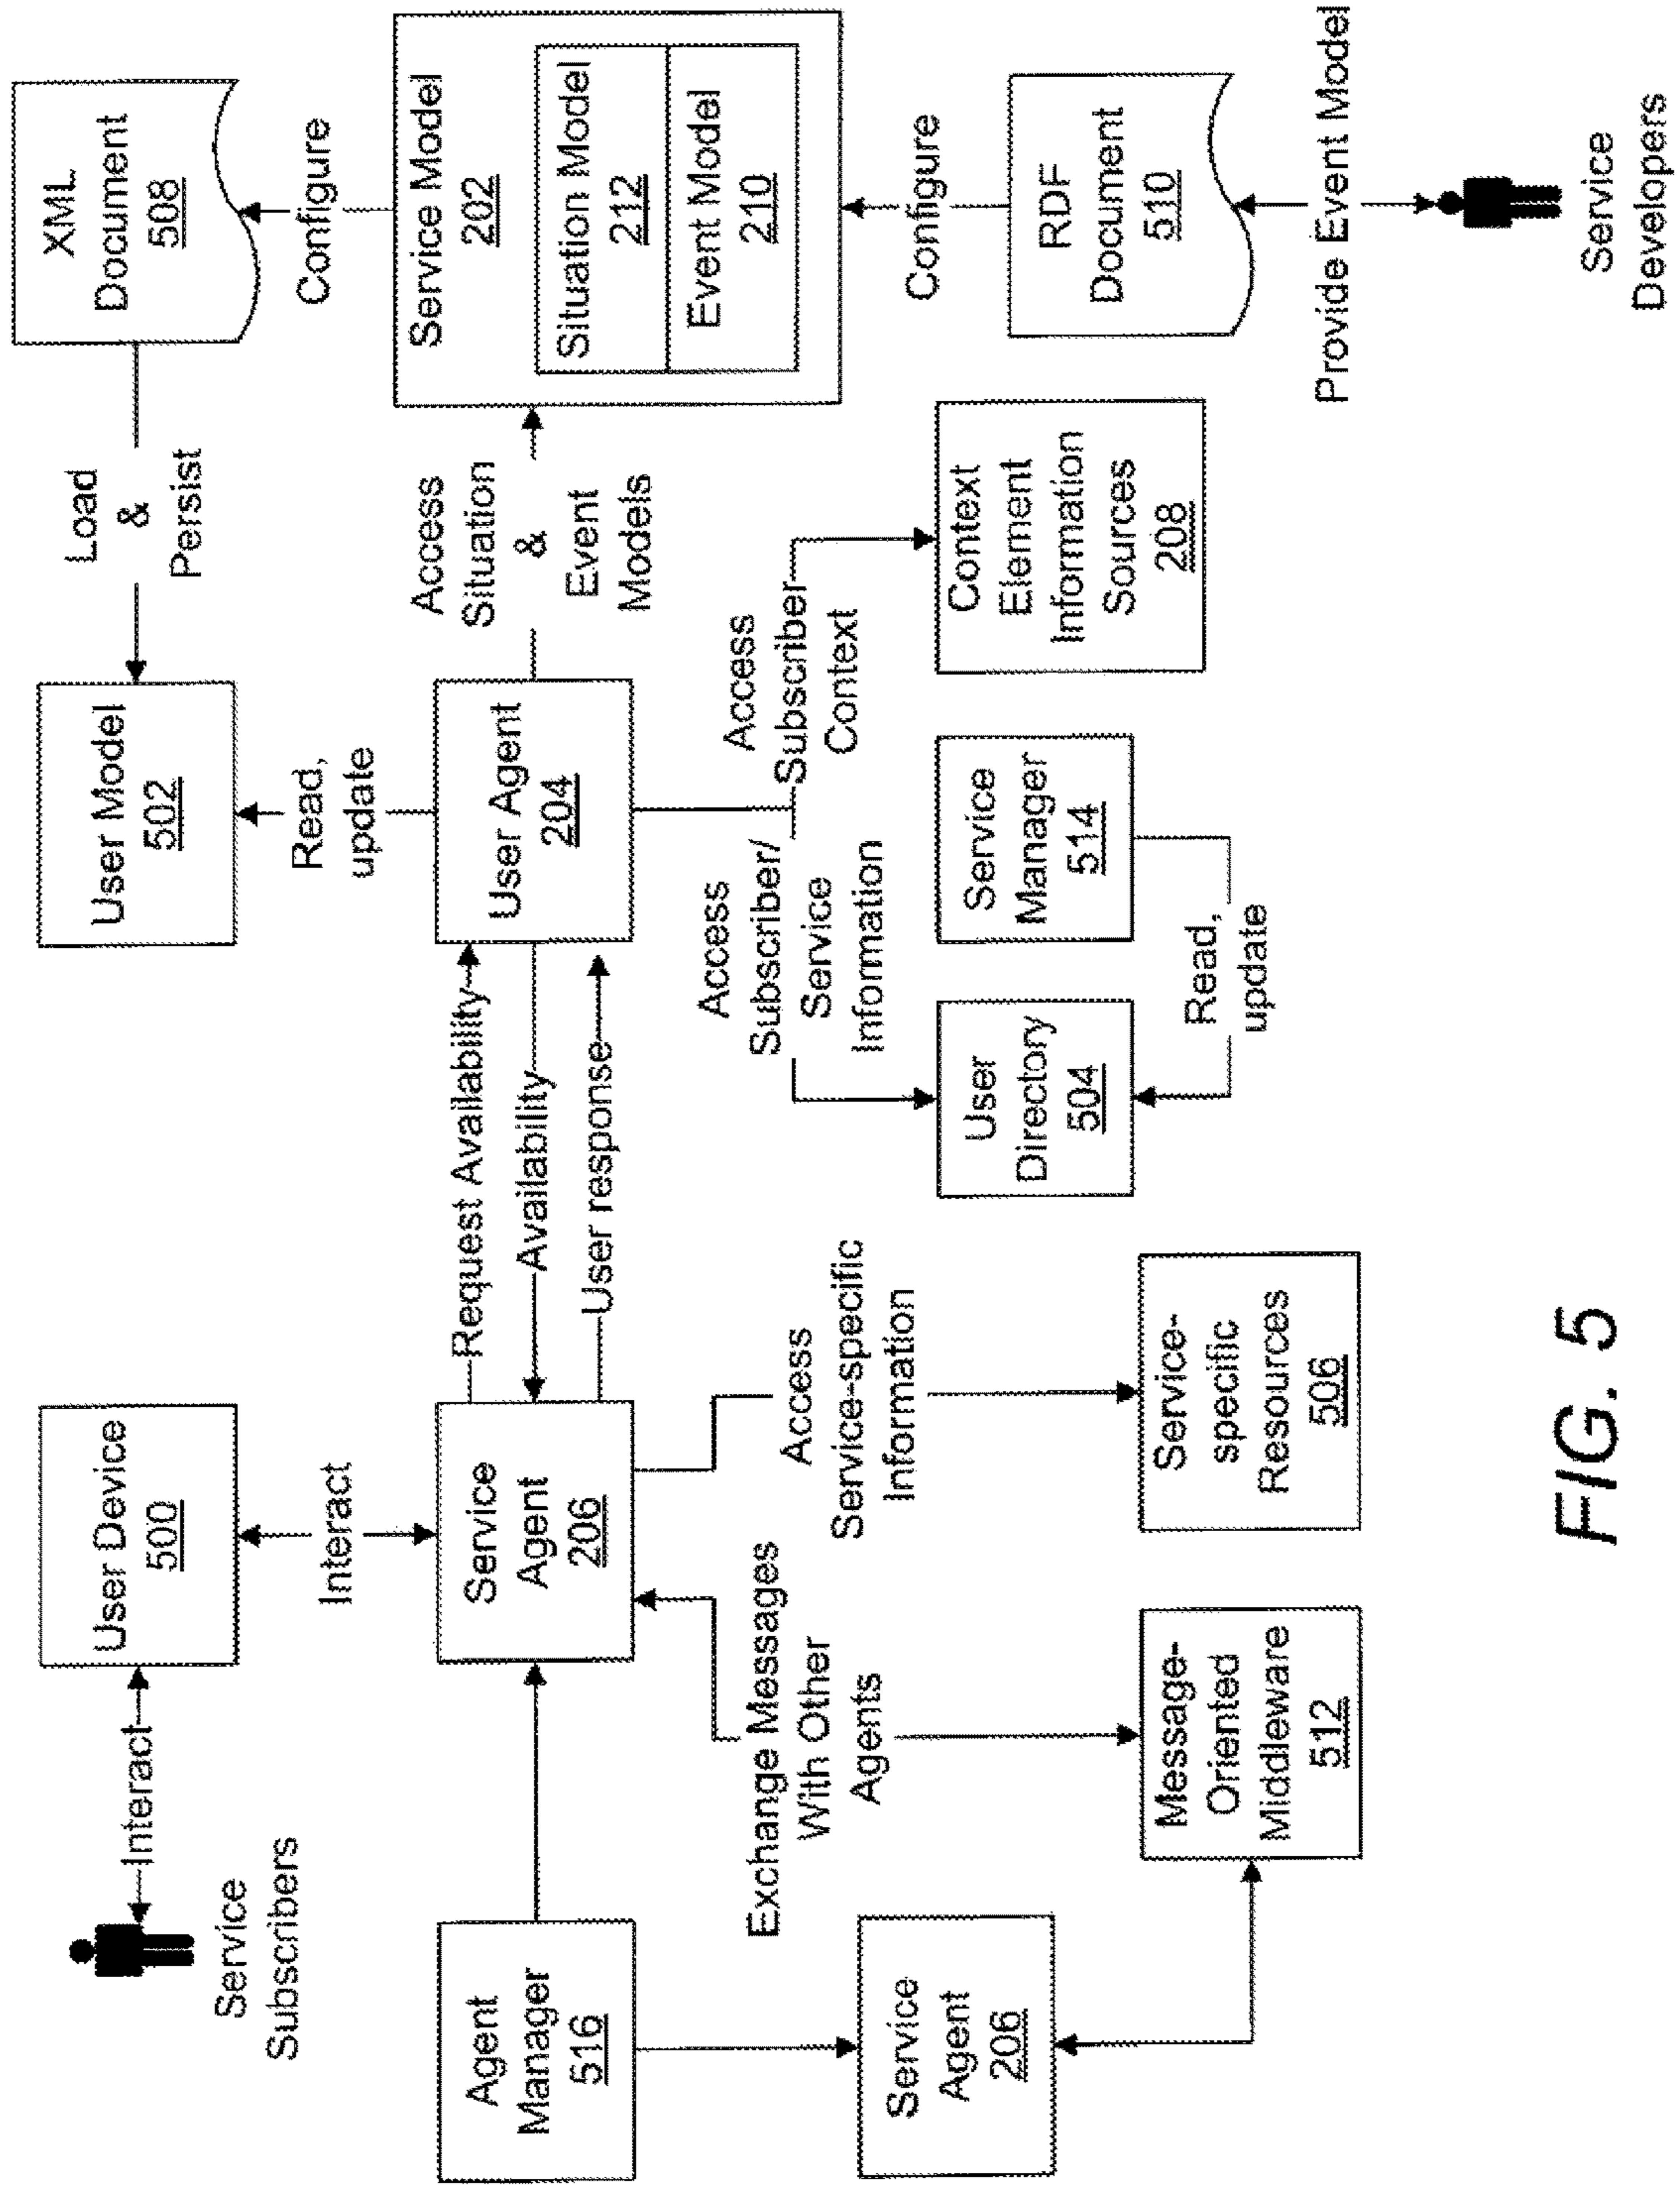 Service
Subscribers
Interact
User Device
500
Interact
User Model
502
Load
&
Persist
XML
Document
508
Configure
Read,
update
Agent
Manager
516
Service
Agent
206
Request Availability
Availability
User response
User Agent
204
Access
Situation
&
Event
Models
Service Model
202
Situation Model
212
Event Model
210
Exchange Messages
With Other
Agents
Access
Service-specific
Information
Access
Subscriber/
Service
Information
Access
Subscriber
Context
Configure
Service
Agent
206
Message-
Oriented
Middleware
512
Service-
specific
Resources
506
User
Directory
504
Service
Manager
514
Read,
update
Context
Element
Information
Sources
208
RDF
Document
510
Provide Event Model
Service
Developers
FIG. 5